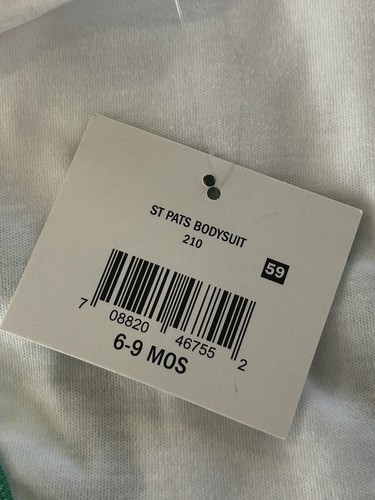 ST PATS BODYSUIT
210
59
7 08820 46755 2
6-9 MOS